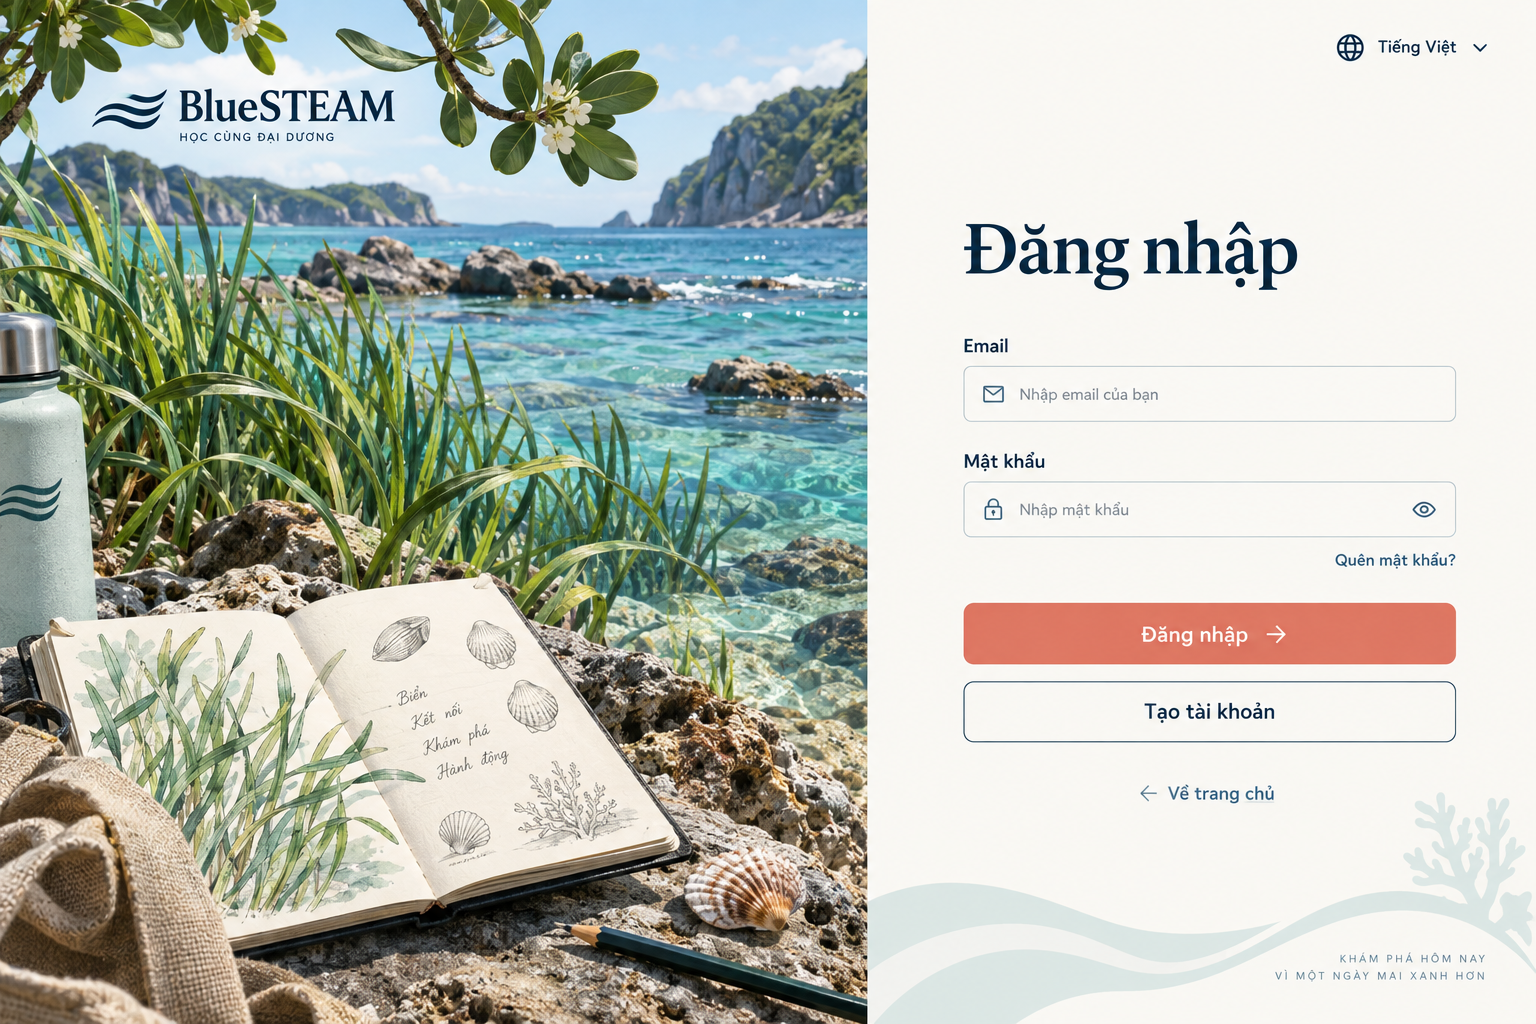 BlueSTEAM
HỌC CÙNG ĐẠI DƯƠNG
Biển
Kết nối
Khám phá
Hành động
Tiếng Việt
Đăng nhập
Email
Nhập email của bạn
Mật khẩu
Nhập mật khẩu
Quên mật khẩu?
Đăng nhập
Tạo tài khoản
Về trang chủ
KHÁM PHÁ HÔM NAY
VÌ MỘT NGÀY MAI XANH HƠN